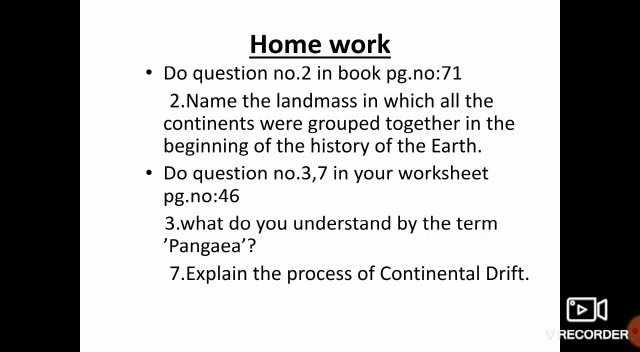 Home work
• Do question no.2 in book pg.no:71
2.Name the landmass in which all the
continents were grouped together in the
beginning of the history of the Earth.
• Do question no.3,7 in your worksheet
pg.no:46
3.what do you understand by the term
’Pangaea’?
7.Explain the process of Continental Drift.
V RECORDER